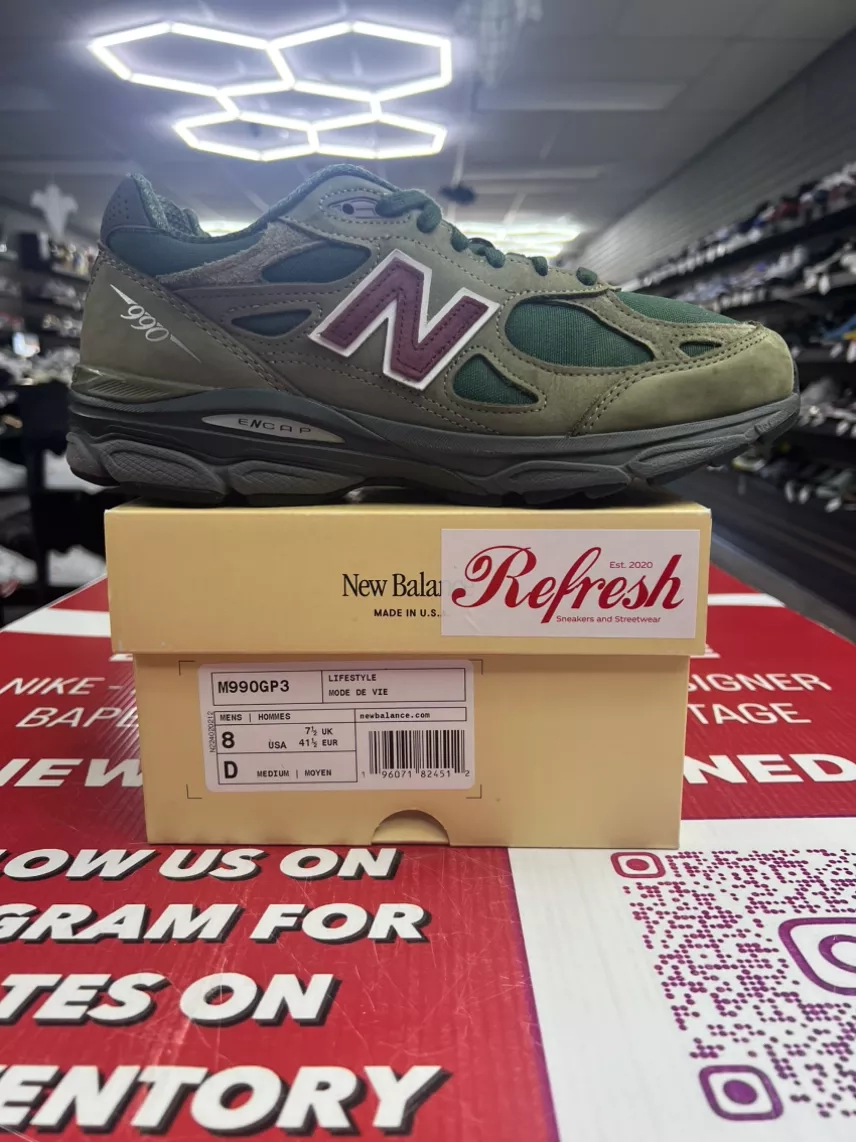 990
N
ENCAP
New Balan
MADE IN U.S.
Est. 2020
Refresh
Sneakers and Streetwear
M990GP3
LIFESTYLE
MODE DE VIE
MENS | HOMMES
newbalance.com
8 USA
7½ UK
41½ EUR
D MEDIUM | MOYEN
1 96071 82451 2
NIKE -
SIGNER
BAPE
TAGE
NEW
NED
LOW US ON
GRAM FOR
TES ON
ENTORY